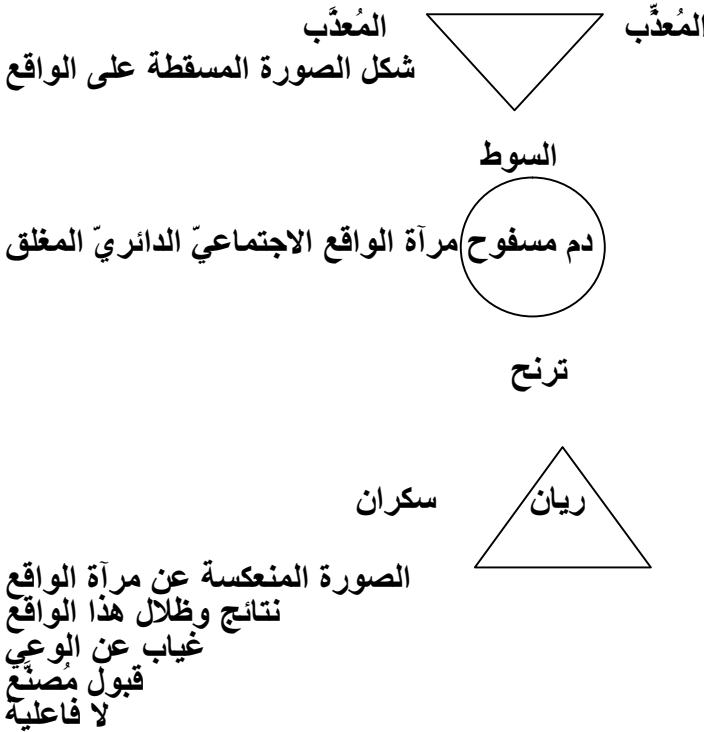 المُعذِّب المُعذَّب
شكل الصورة المسقطة على الواقع
السوط
دم مسفوح مرآة الواقع الاجتماعيّ الدائريّ المغلق
ترنح
ريان سكران
الصورة المنعكسة عن مرآة الواقع
نتائج وظلال هذا الواقع
غياب عن الوعي
قبول مُصنَّع
لا فاعلية